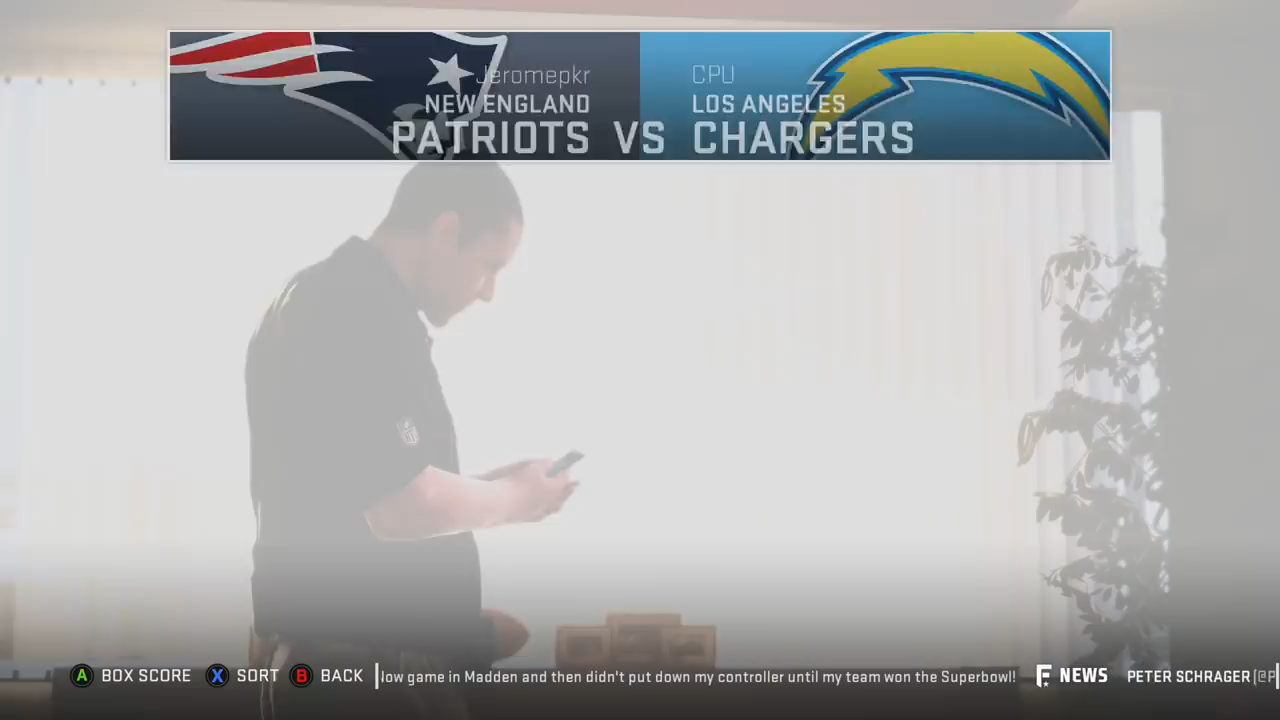 Jeromepkr
NEW ENGLAND
PATRIOTS VS CHARGERS
CPU
LOS ANGELES
A BOX SCORE X SORT B BACK low game in Madden and then didn't put down my controller until my team won the Superbowl! F NEWS PETER SCHRAGER [@P